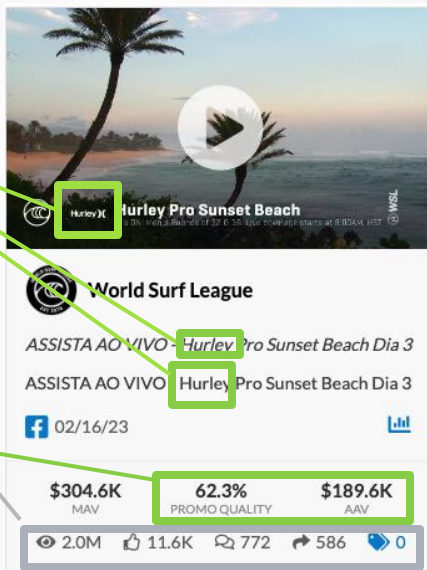 Hurley
Hurley Pro Sunset Beach
WSL
World Surf League
ASSISTA AO VIVO - Hurley Pro Sunset Beach Dia 3
ASSISTA AO VIVO Hurley Pro Sunset Beach Dia 3
02/16/23
$304.6K 62.3% $189.6K
MAV PROMO QUALITY AAV
2.0M 11.6K 772 586 0